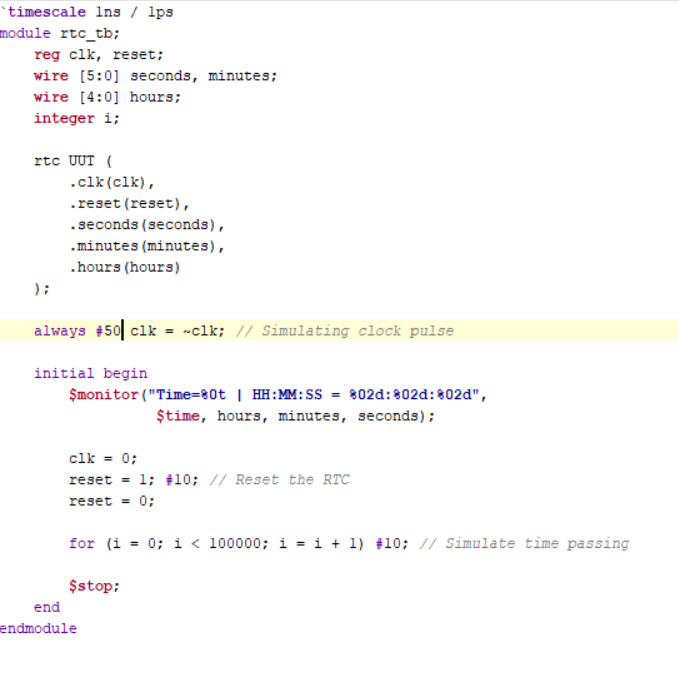 `timescale 1ns / 1ps
module rtc_tb;
    reg clk, reset;
    wire [5:0] seconds, minutes;
    wire [4:0] hours;
    integer i;

    rtc UUT (
        .clk(clk),
        .reset(reset),
        .seconds(seconds),
        .minutes(minutes),
        .hours(hours)
    );

    always #50 clk = ~clk; // Simulating clock pulse

    initial begin
        $monitor("Time=%0t | HH:MM:SS = %02d:%02d:%02d",
                  $time, hours, minutes, seconds);

        clk = 0;
        reset = 1; #10; // Reset the RTC
        reset = 0;

        for (i = 0; i < 100000; i = i + 1) #10; // Simulate time passing

        $stop;
    end
endmodule